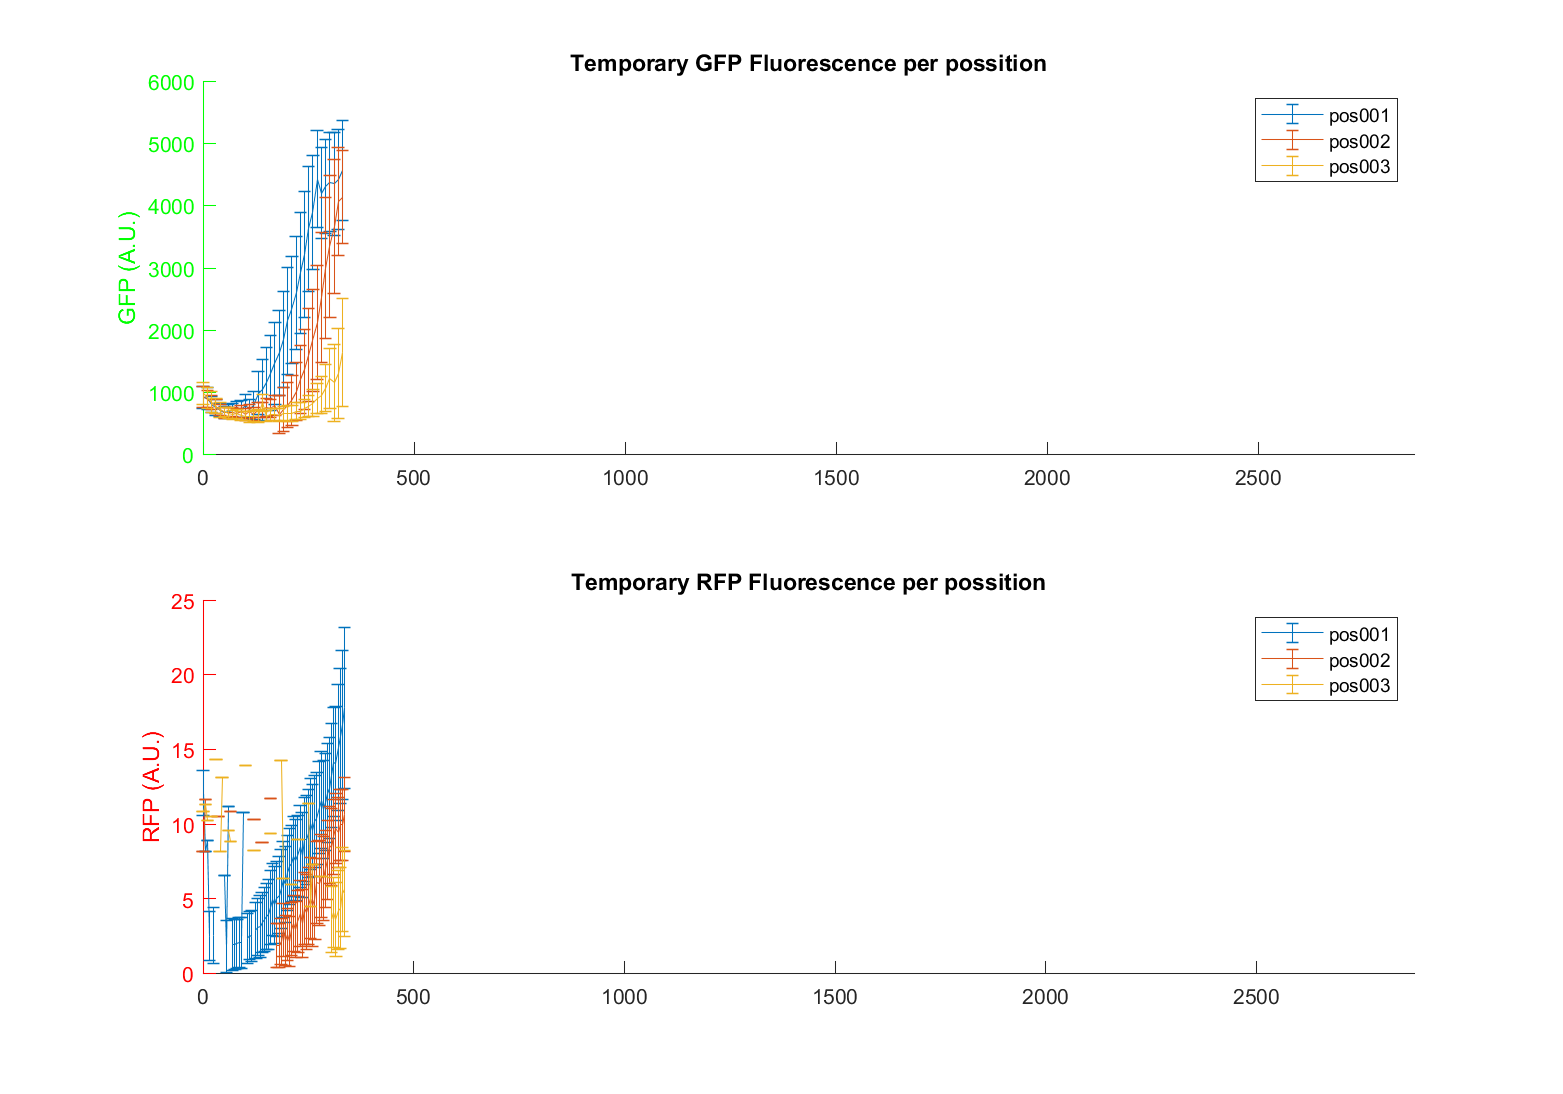 Temporary GFP Fluorescence per possition
6000
5000
4000
3000
2000
1000
0
GFP (A.U.)
pos001
pos002
pos003
0 500 1000 1500 2000 2500
Temporary RFP Fluorescence per possition
25
20
15
10
5
0
RFP (A.U.)
pos001
pos002
pos003
0 500 1000 1500 2000 2500